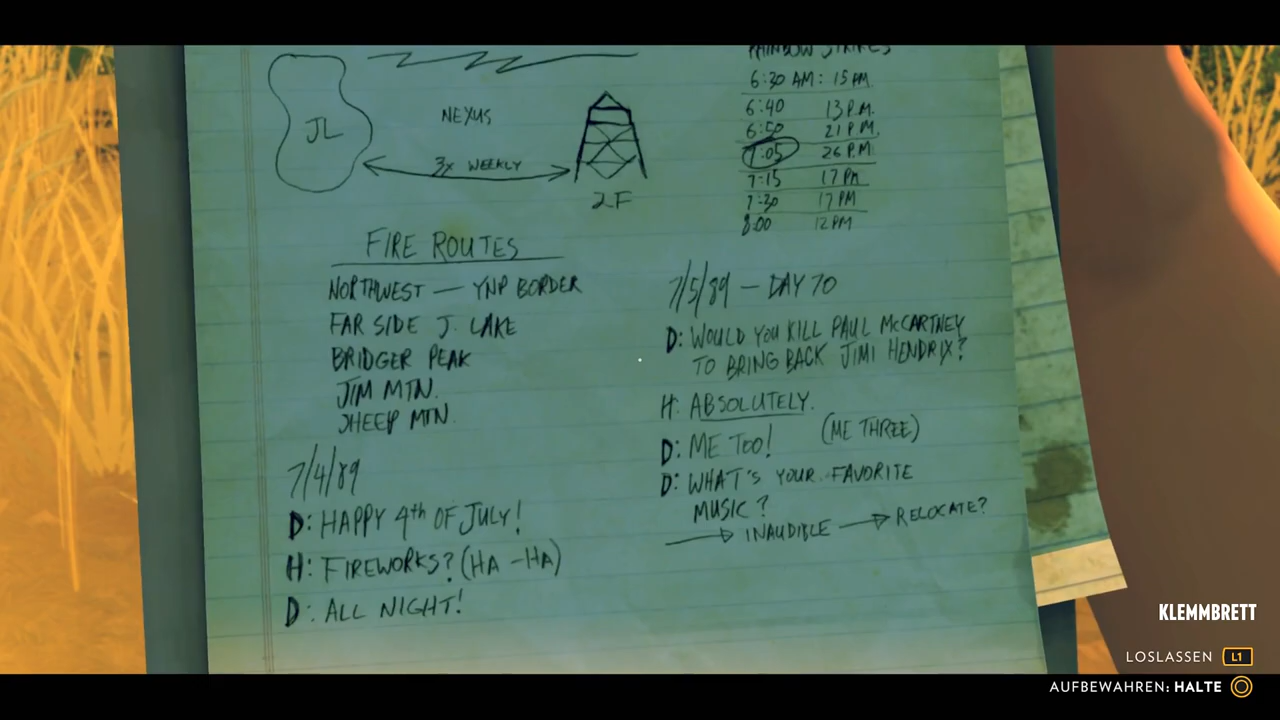 JL
NEXUS
3X WEEKLY
2F
RAINBOW STRIKES
6:30 AM: 15 P.M.
6:40 13 P.M.
6:50 21 P.M.
7:05 26 P.M.
7:15 17 PM
7:30 17 PM
8:00 12 PM
FIRE ROUTES
NORTHWEST — YNP BORDER
FAR SIDE J. LAKE
BRIDGER PEAK
JIM MTN.
SHEEP MTN.
7/4/89
D: HAPPY 4th OF JULY!
H: FIREWORKS? (HA-HA)
D: ALL NIGHT!
7/5/89 — DAY 70
D: WOULD YOU KILL PAUL McCARTNEY
TO BRING BACK JIMI HENDRIX?
H: ABSOLUTELY.
D: ME TOO! (ME THREE)
D: WHAT'S YOUR FAVORITE
MUSIC?
→ INAUDIBLE → RELOCATE?
KLEMMBRETT
LOSLASSEN L1
AUFBEWAHREN: HALTE